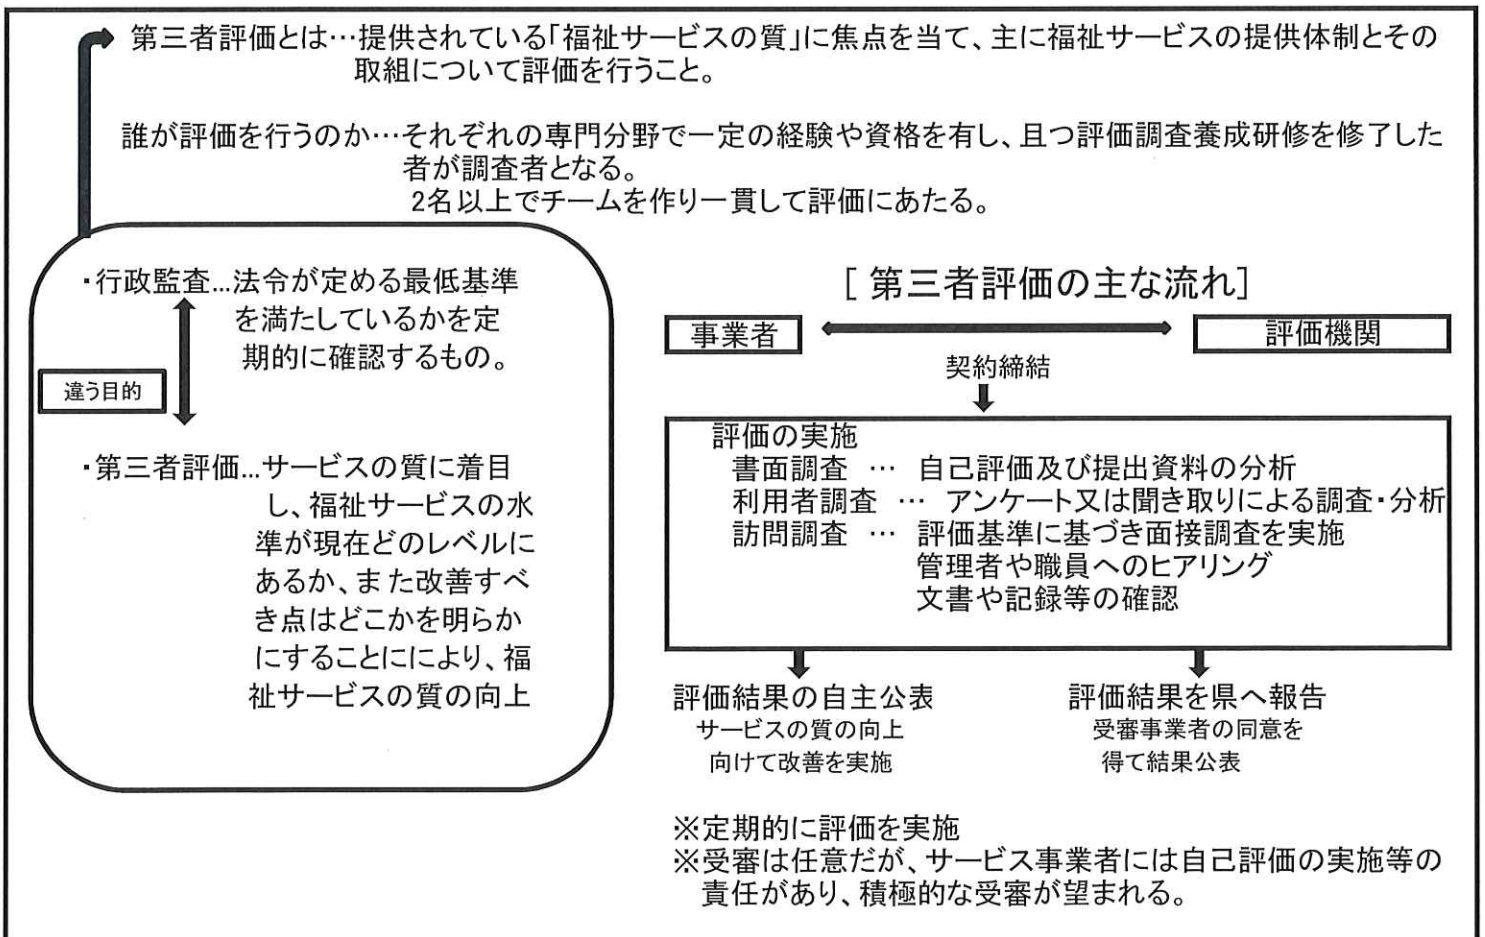 第三者評価とは…提供されている「福祉サービスの質」に焦点を当て、主に福祉サービスの提供体制とその
取組について評価を行うこと。
誰が評価を行うのか…それぞれの専門分野で一定の経験や資格を有し、且つ評価調査養成研修を修了した
者が調査者となる。
2名以上でチームを作り一貫して評価にあたる。
・行政監査…法令が定める最低基準
を満たしているかを定
期的に確認するもの。
違う目的
・第三者評価…サービスの質に着目
し、福祉サービスの水
準が現在どのレベルに
あるか、また改善すべ
き点はどこかを明らか
にすることにより、福
祉サービスの質の向上
[ 第三者評価の主な流れ]
事業者
評価機関
契約締結
評価の実施
書面調査 … 自己評価及び提出資料の分析
利用者調査 … アンケート又は聞き取りによる調査・分析
訪問調査 … 評価基準に基づき面接調査を実施
管理者や職員へのヒアリング
文書や記録等の確認
評価結果の自主公表
サービスの質の向上
向けて改善を実施
評価結果を県へ報告
受審事業者の同意を
得て結果公表
※定期的に評価を実施
※受審は任意だが、サービス事業者には自己評価の実施等の
責任があり、積極的な受審が望まれる。